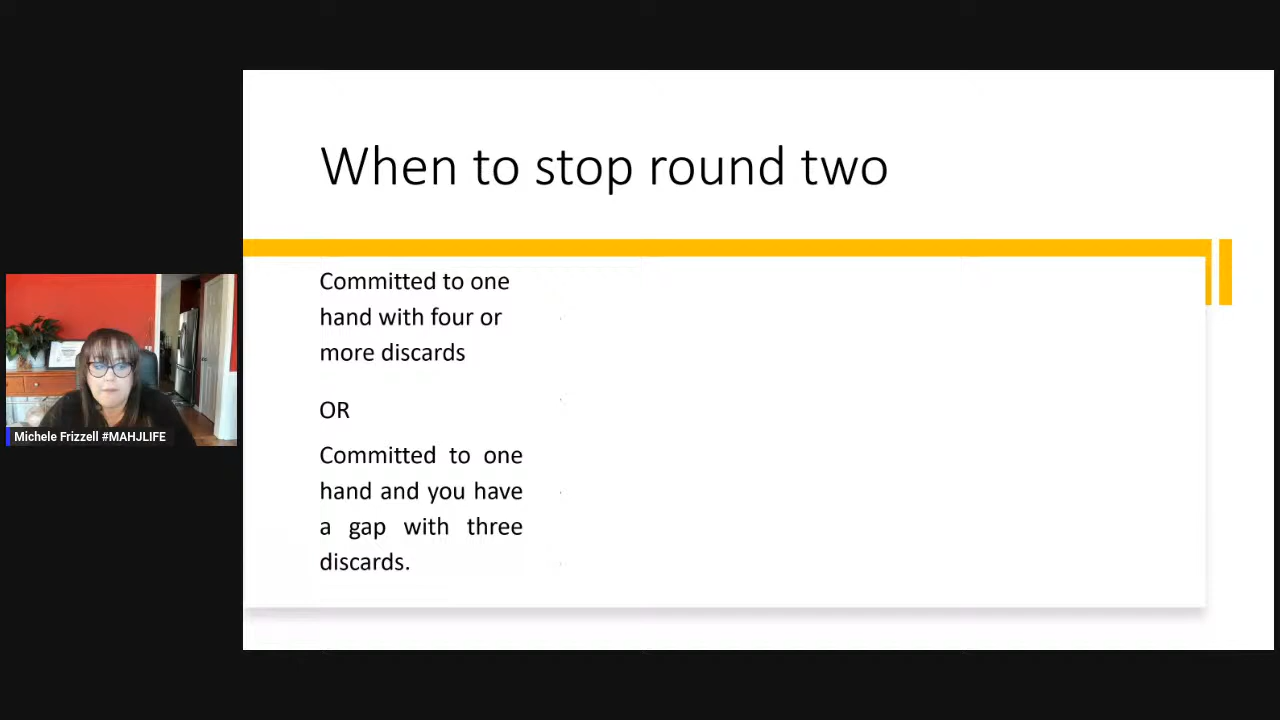 When to stop round two
Committed to one
hand with four or
more discards
OR
Committed to one
hand and you have
a gap with three
discards.
Michele Frizzell #MAHJLIFE